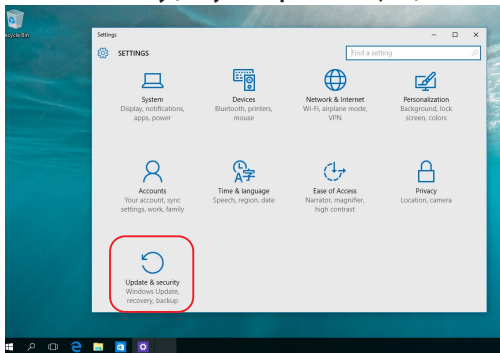 Recycle Bin
Settings
SETTINGS
Find a setting
System
Display, notifications,
apps, power
Devices
Bluetooth, printers,
mouse
Network & Internet
Wi-Fi, airplane mode,
VPN
Personalization
Background, lock
screen, colors
Accounts
Your account, sync
settings, work, family
Time & language
Speech, region, date
Ease of Access
Narrator, magnifier,
high contrast
Privacy
Location, camera
Update & security
Windows Update,
recovery, backup